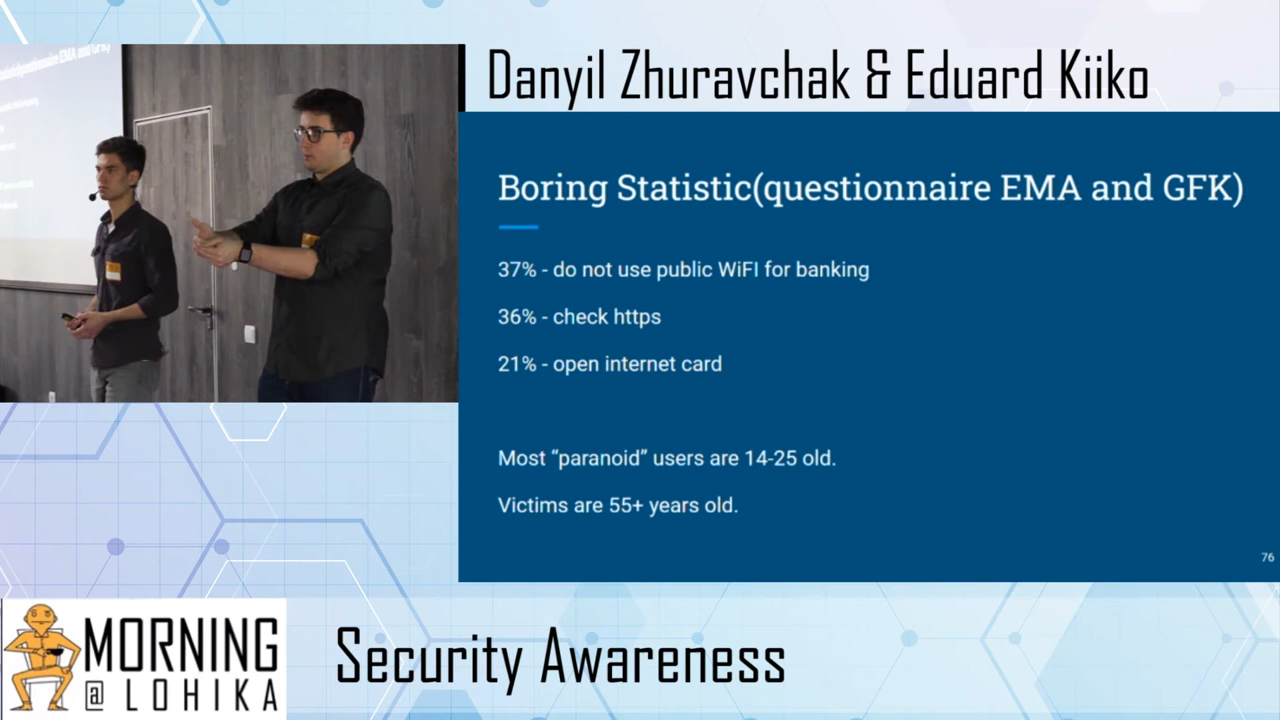 Danyil Zhuravchak & Eduard Kiiko
Boring Statistic(questionnaire EMA and GFK)
37% - do not use public WiFI for banking
36% - check https
21% - open internet card
Most “paranoid” users are 14-25 old.
Victims are 55+ years old.
76
MORNING
@ LOHIKA
Security Awareness